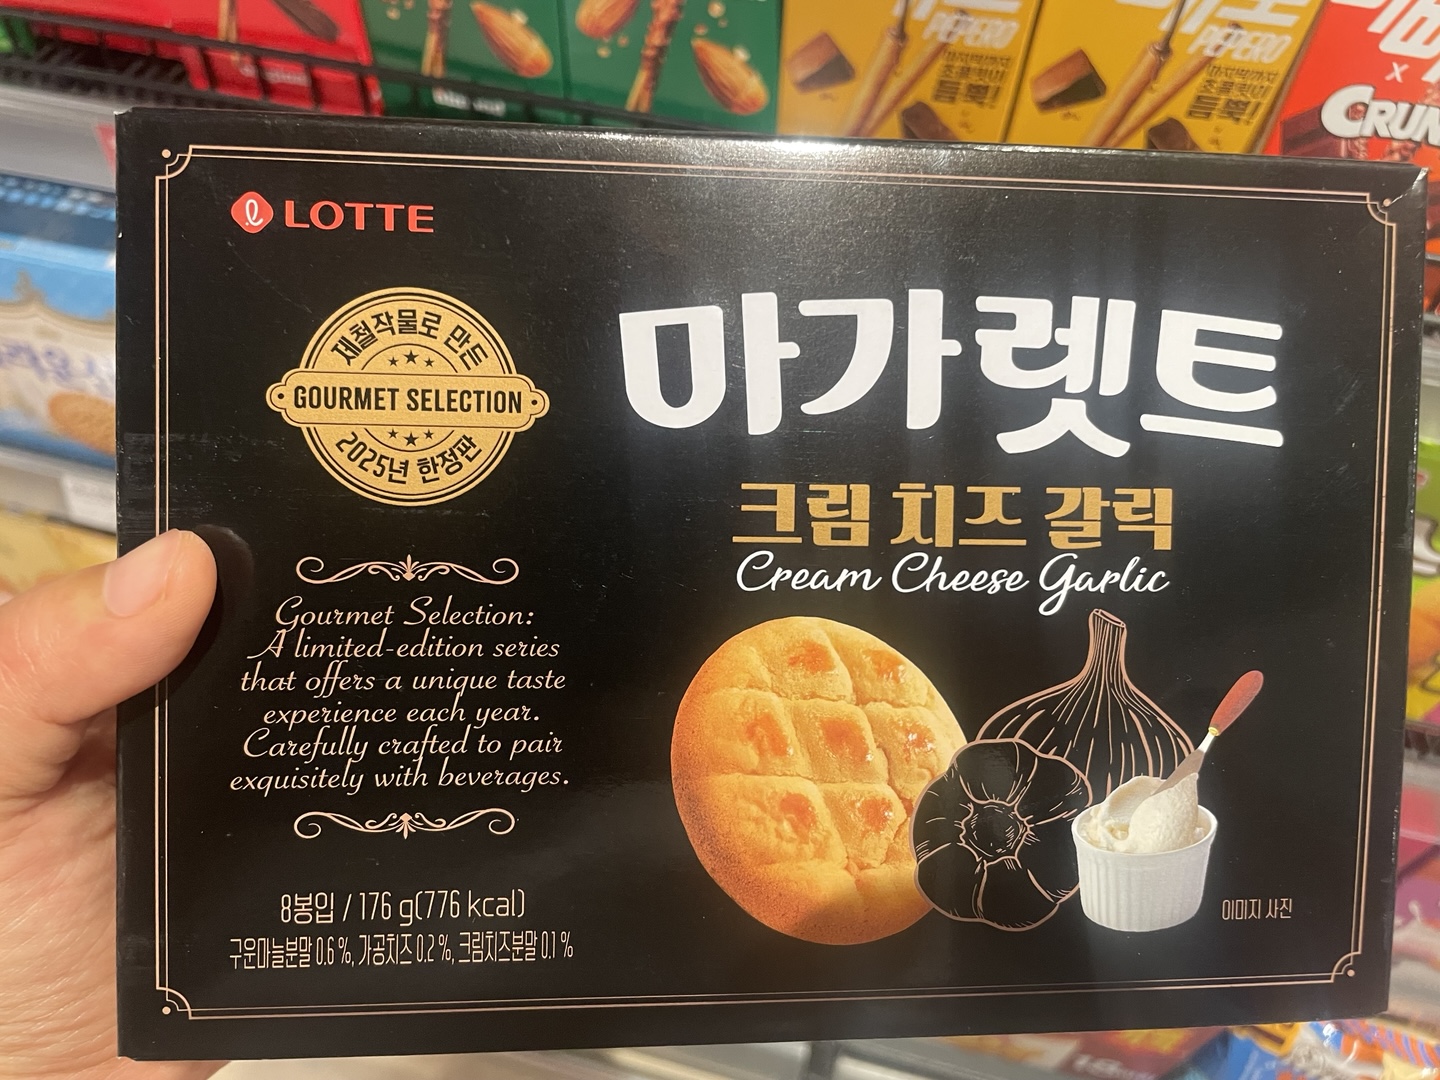 PEPERO
PEPERO
X
LOTTE
제철작물로 만든
GOURMET SELECTION
2025년 한정판
마가렛트
크림 치즈 갈릭
Cream Cheese Garlic
Gourmet Selection:
A limited-edition series
that offers a unique taste
experience each year.
Carefully crafted to pair
exquisitely with beverages.
8봉입 / 176 g(776 kcal)
구운마늘분말 0.6 %, 가공치즈 0.2 %, 크림치즈분말 0.1 %
이미지 사진